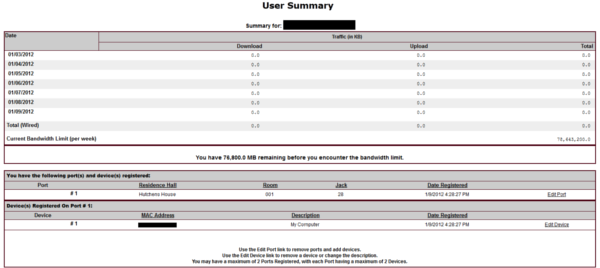 User Summary
Summary for:
Date Traffic (in KB)
Download Upload Total
01/03/2012 0.0 0.0 0.0
01/04/2012 0.0 0.0 0.0
01/05/2012 0.0 0.0 0.0
01/06/2012 0.0 0.0 0.0
01/07/2012 0.0 0.0 0.0
01/08/2012 0.0 0.0 0.0
01/09/2012 0.0 0.0 0.0
Total (Wired) 0.0 0.0 0.0
Current Bandwidth Limit (per week)
You have 76,800.0 MB remaining before you encounter the bandwidth limit.
You have the following port(s) and device(s) registered:
Port Residence Hall Room Jack Date Registered
# 1 Hutchens House 001 28 1/9/2012 4:28:27 PM Edit Port
Device(s) Registered On Port # 1:
Device MAC Address Description Date Registered
# 1 My Computer 1/9/2012 4:28:27 PM Edit Device
Use the Edit Port link to remove ports and add devices.
Use the Edit Device link to remove a device or change the description.
You may have a maximum of 2 Ports Registered, with each Port having a maximum of 2 Devices.